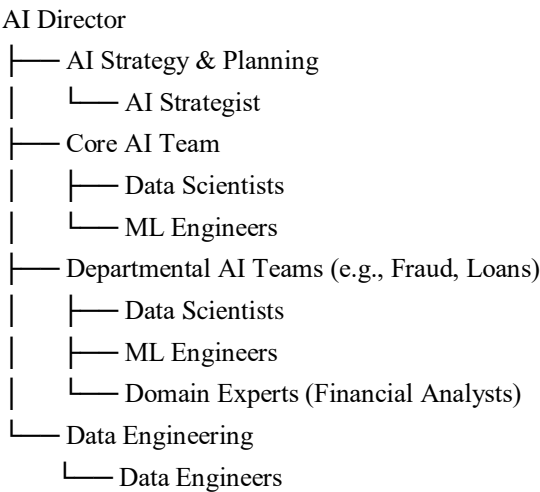 AI Director
├── AI Strategy & Planning
│   └── AI Strategist
├── Core AI Team
│   ├── Data Scientists
│   └── ML Engineers
├── Departmental AI Teams (e.g., Fraud, Loans)
│   ├── Data Scientists
│   ├── ML Engineers
│   └── Domain Experts (Financial Analysts)
└── Data Engineering
    └── Data Engineers